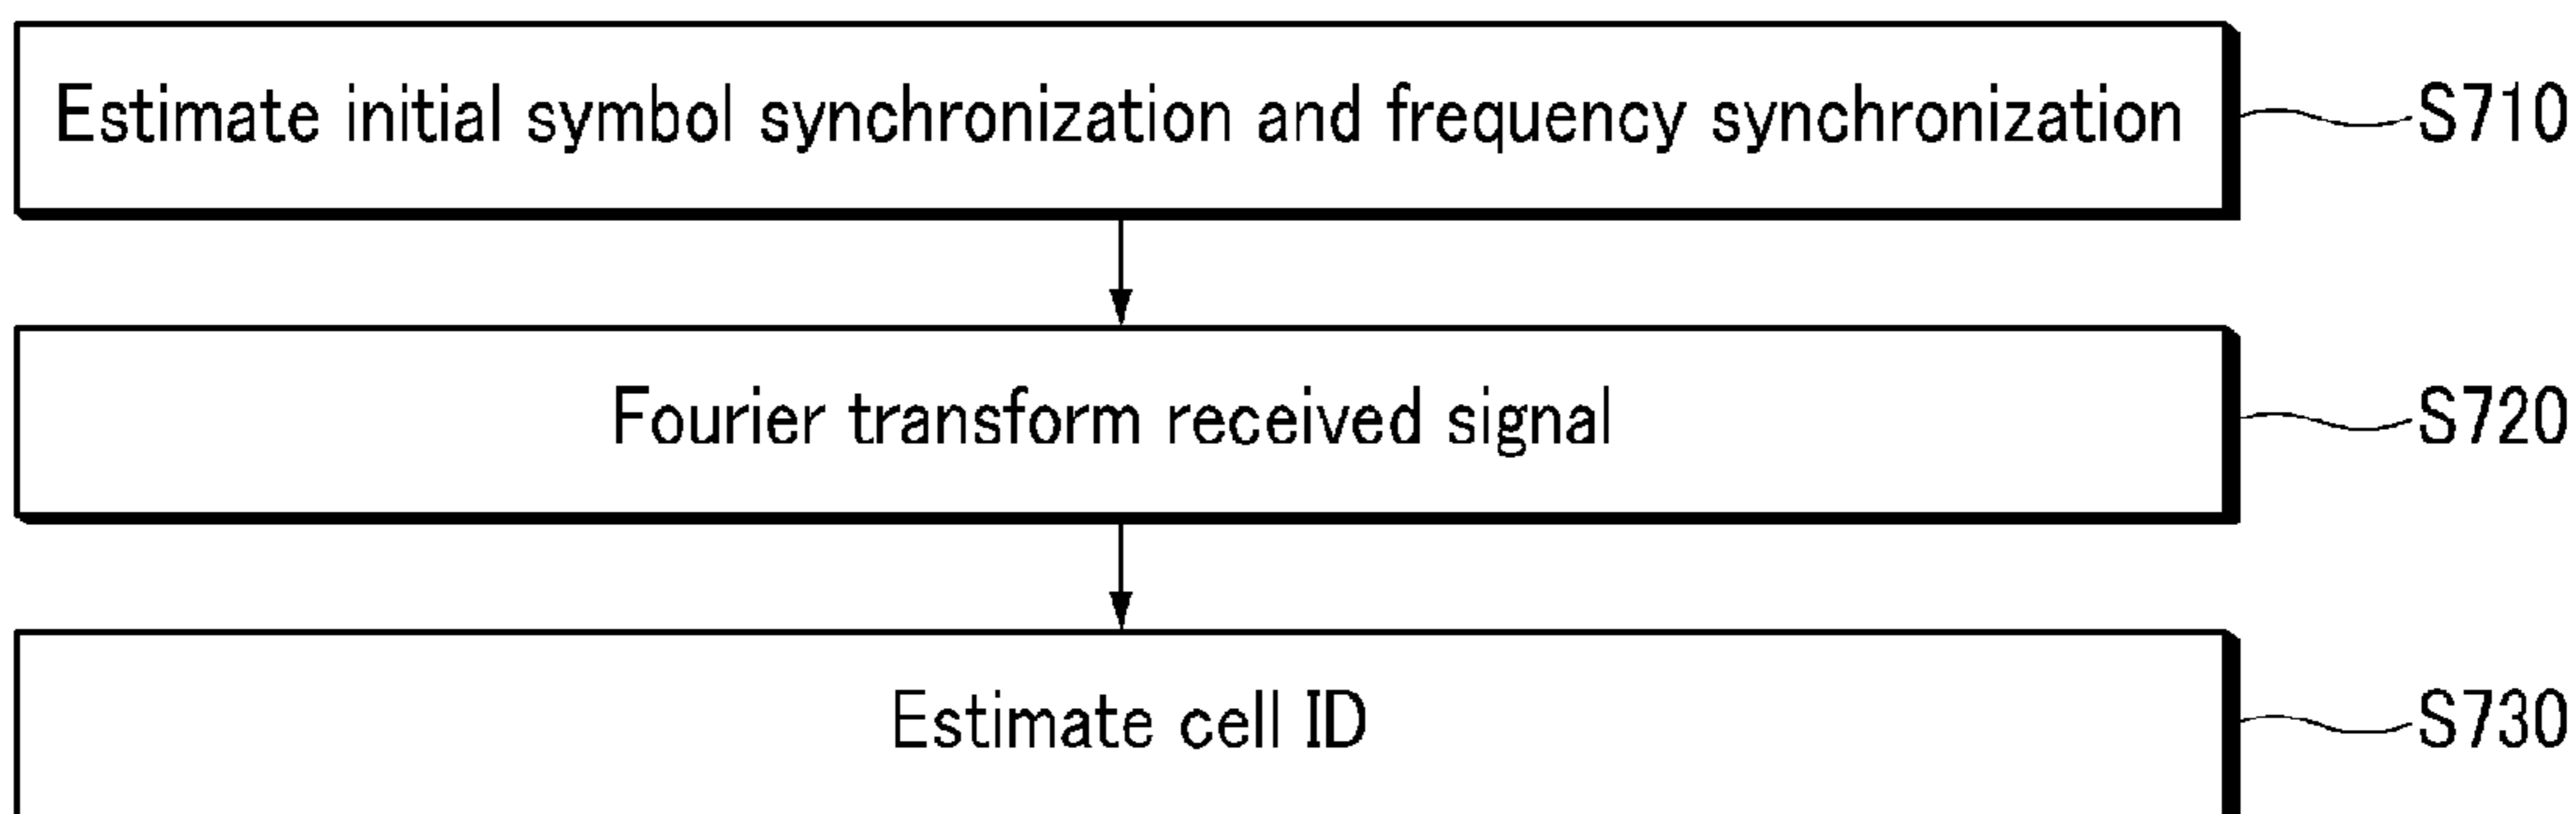 Estimate initial symbol synchronization and frequency synchronization S710
Fourier transform received signal S720
Estimate cell ID S730